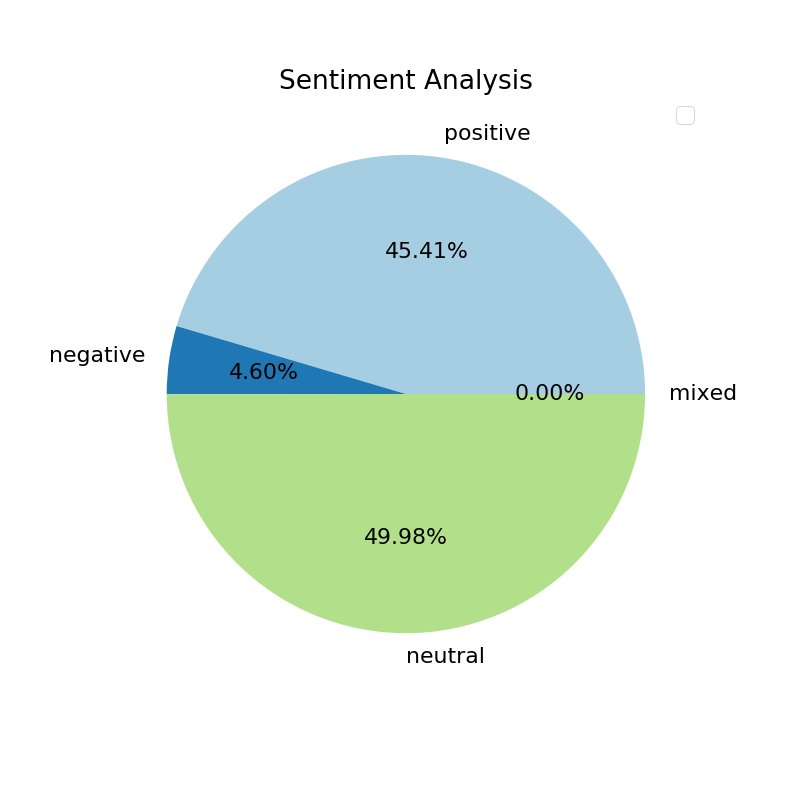 Sentiment Analysis
positive
45.41%
negative
4.60%
0.00%
mixed
49.98%
neutral